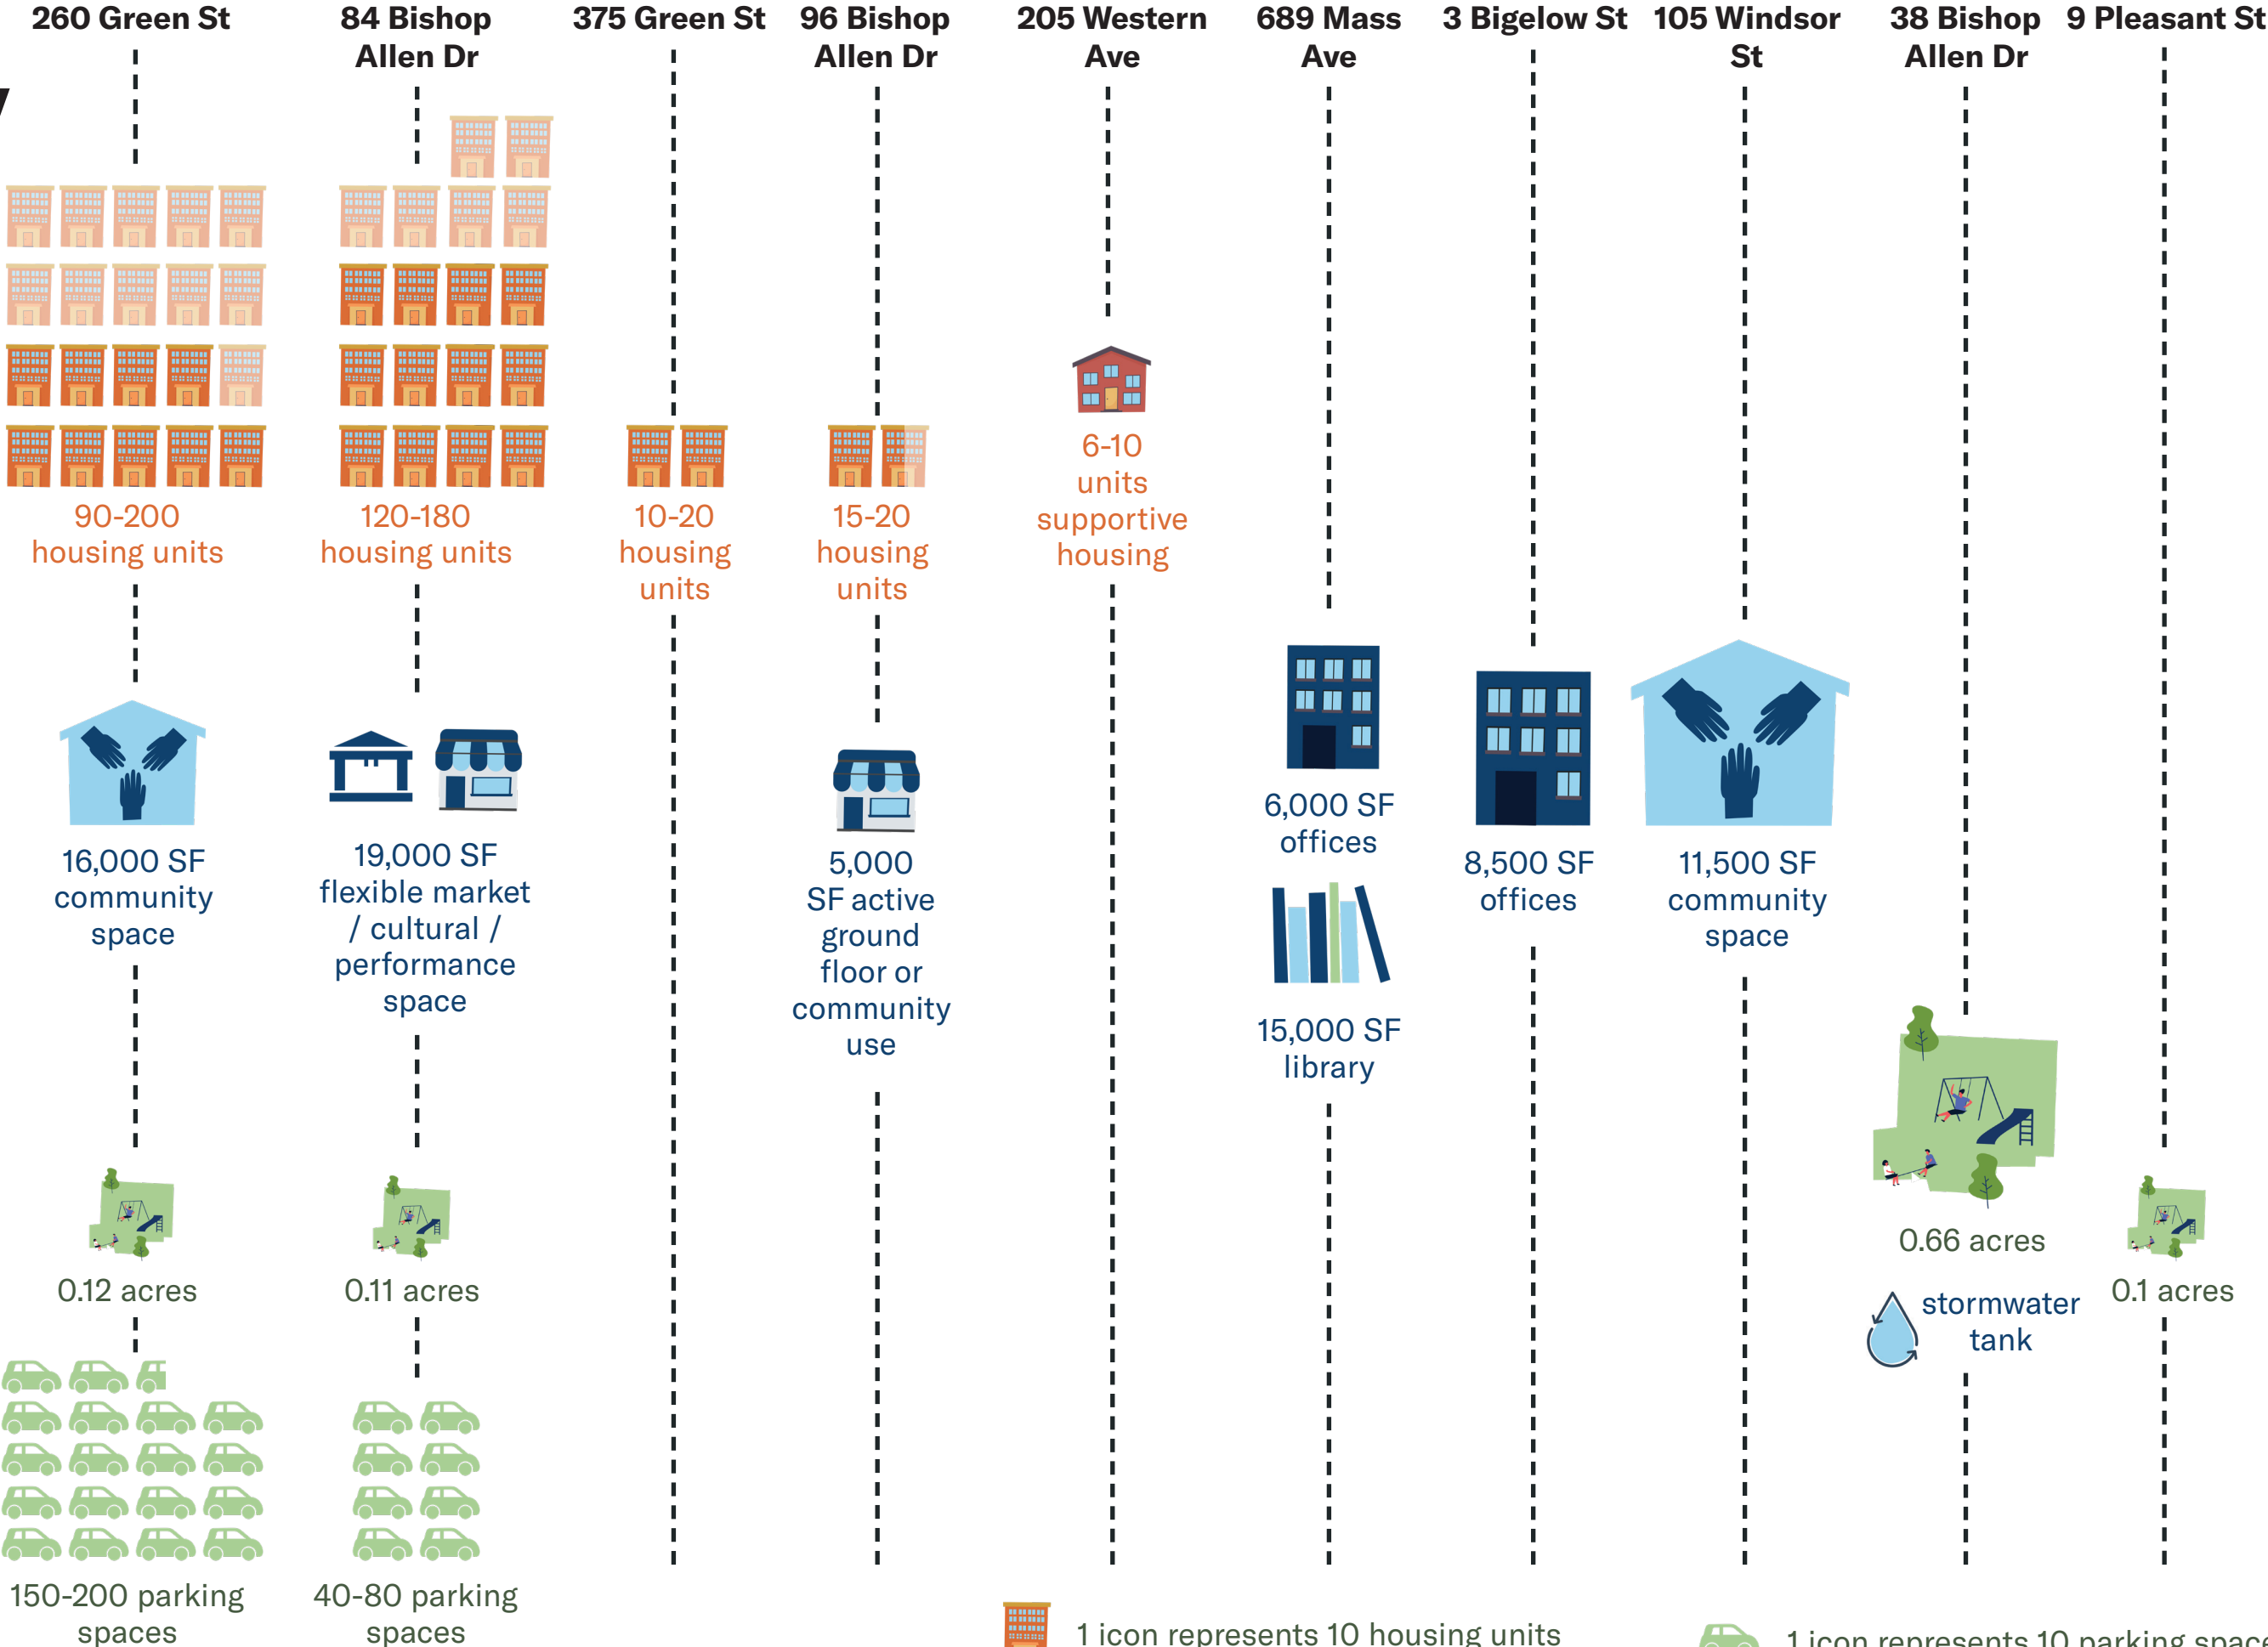 260 Green St
84 Bishop
Allen Dr
375 Green St
96 Bishop
Allen Dr
205 Western
Ave
689 Mass
Ave
3 Bigelow St
105 Windsor
St
38 Bishop
Allen Dr
9 Pleasant St
90-200
housing units
120-180
housing units
10-20
housing
units
15-20
housing
units
6-10
units
supportive
housing
16,000 SF
community
space
19,000 SF
flexible market
/ cultural /
performance
space
5,000
SF active
ground
floor or
community
use
6,000 SF
offices
15,000 SF
library
8,500 SF
offices
11,500 SF
community
space
0.12 acres
0.11 acres
0.66 acres
stormwater
tank
0.1 acres
150-200 parking
spaces
40-80 parking
spaces
1 icon represents 10 housing units
1 icon represents 10 parking spac